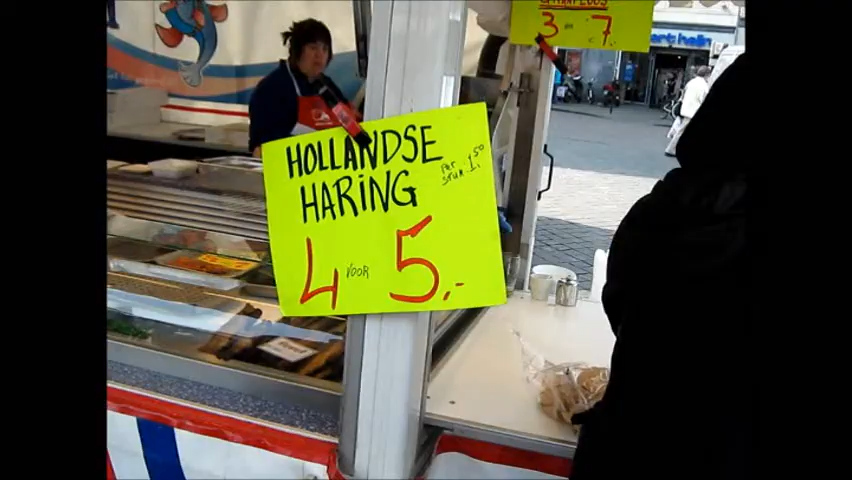 3 7
HOLLANDSE
HARING
Per
stuk 1,50
4 VOOR 5,-